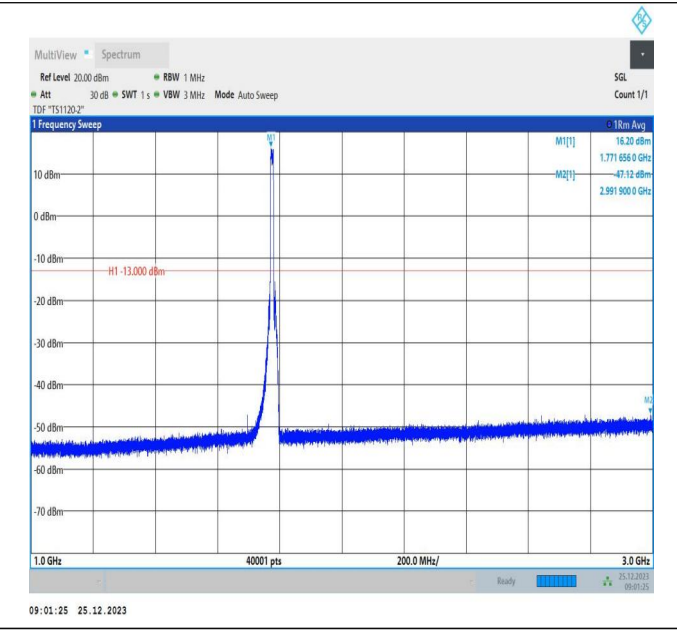 MultiView Spectrum
Ref Level 20.00 dBm RBW 1 MHz SGL
Att 30 dB SWT 1 s VBW 3 MHz Mode Auto Sweep Count 1/1
TDF "TS1120-2"
1 Frequency Sweep 1Rm Avg
M1
M1[1] 16.20 dBm
1.771 656 0 GHz
10 dBm
M2[1] -47.12 dBm
2.991 900 0 GHz
0 dBm
-10 dBm
H1 -13.000 dBm
-20 dBm
-30 dBm
-40 dBm
M2
-50 dBm
-60 dBm
-70 dBm
1.0 GHz 40001 pts 200.0 MHz/ 3.0 GHz
Ready 25.12.2023
09:01:25
09:01:25 25.12.2023